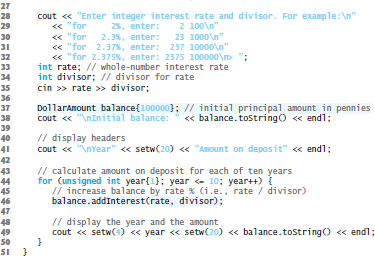 27
28 cout << "Enter integer interest rate and divisor. For example:\n"
29 << "for     2%, enter:    2 100\n"
30 << "for   2.3%, enter:   23 1000\n"
31 << "for  2.37%, enter:  237 10000\n"
32 << "for 2.375%, enter: 2375 100000\n> ";
33 int rate; // whole-number interest rate
34 int divisor; // divisor for rate
35 cin >> rate >> divisor;
36
37 DollarAmount balance{100000}; // initial principal amount in pennies
38 cout << "\nInitial balance: " << balance.toString() << endl;
39
40 // display headers
41 cout << "\nYear" << setw(20) << "Amount on deposit" << endl;
42
43 // calculate amount on deposit for each of ten years
44 for (unsigned int year{1}; year <= 10; year++) {
45 // increase balance by rate % (i.e., rate / divisor)
46 balance.addInterest(rate, divisor);
47
48 // display the year and the amount
49 cout << setw(4) << year << setw(20) << balance.toString() << endl;
50 }
51 }